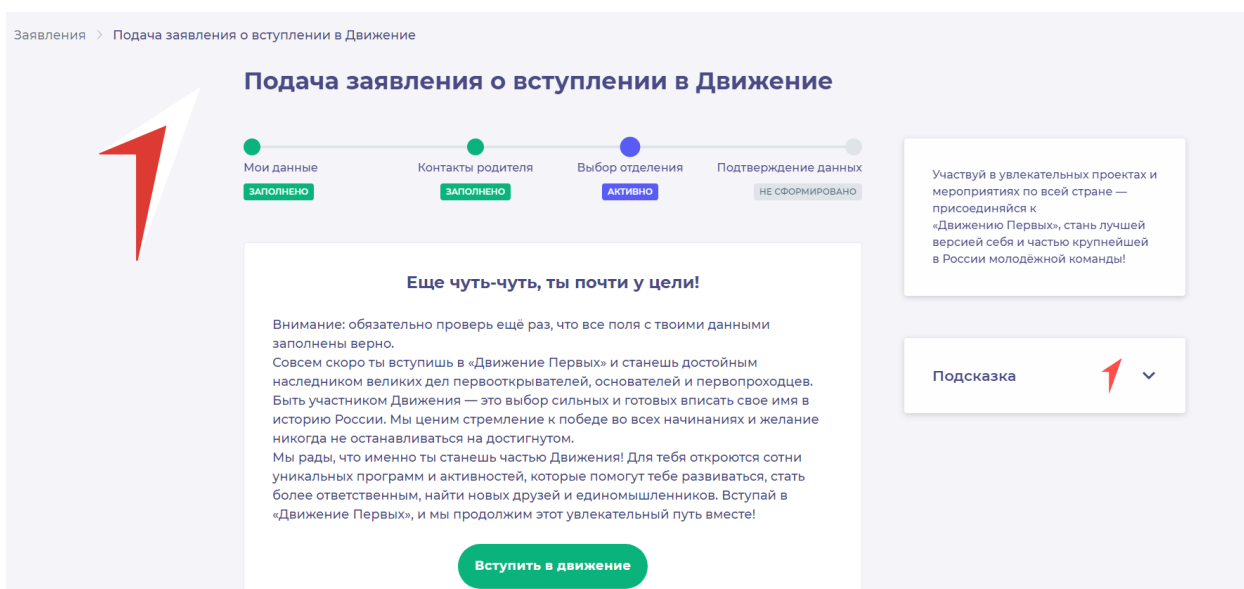 Заявления > Подача заявления о вступлении в Движение
Подача заявления о вступлении в Движение
Мои данные
ЗАПОЛНЕНО
Контакты родителя
ЗАПОЛНЕНО
Выбор отделения
АКТИВНО
Подтверждение данных
НЕ СФОРМИРОВАНО
Еще чуть-чуть, ты почти у цели!
Внимание: обязательно проверь ещё раз, что все поля с твоими данными
заполнены верно.
Совсем скоро ты вступишь в «Движение Первых» и станешь достойным
наследником великих дел первооткрывателей, основателей и первопроходцев.
Быть участником Движения — это выбор сильных и готовых вписать свое имя в
историю России. Мы ценим стремление к победе во всех начинаниях и желание
никогда не останавливаться на достигнутом.
Мы рады, что именно ты станешь частью Движения! Для тебя откроются сотни
уникальных программ и активностей, которые помогут тебе развиваться, стать
более ответственным, найти новых друзей и единомышленников. Вступай в
«Движение Первых», и мы продолжим этот увлекательный путь вместе!
Вступить в движение
Участвуй в увлекательных проектах и
мероприятиях по всей стране —
присоединяйся к
«Движению Первых», стань лучшей
версией себя и частью крупнейшей
в России молодёжной команды!
Подсказка